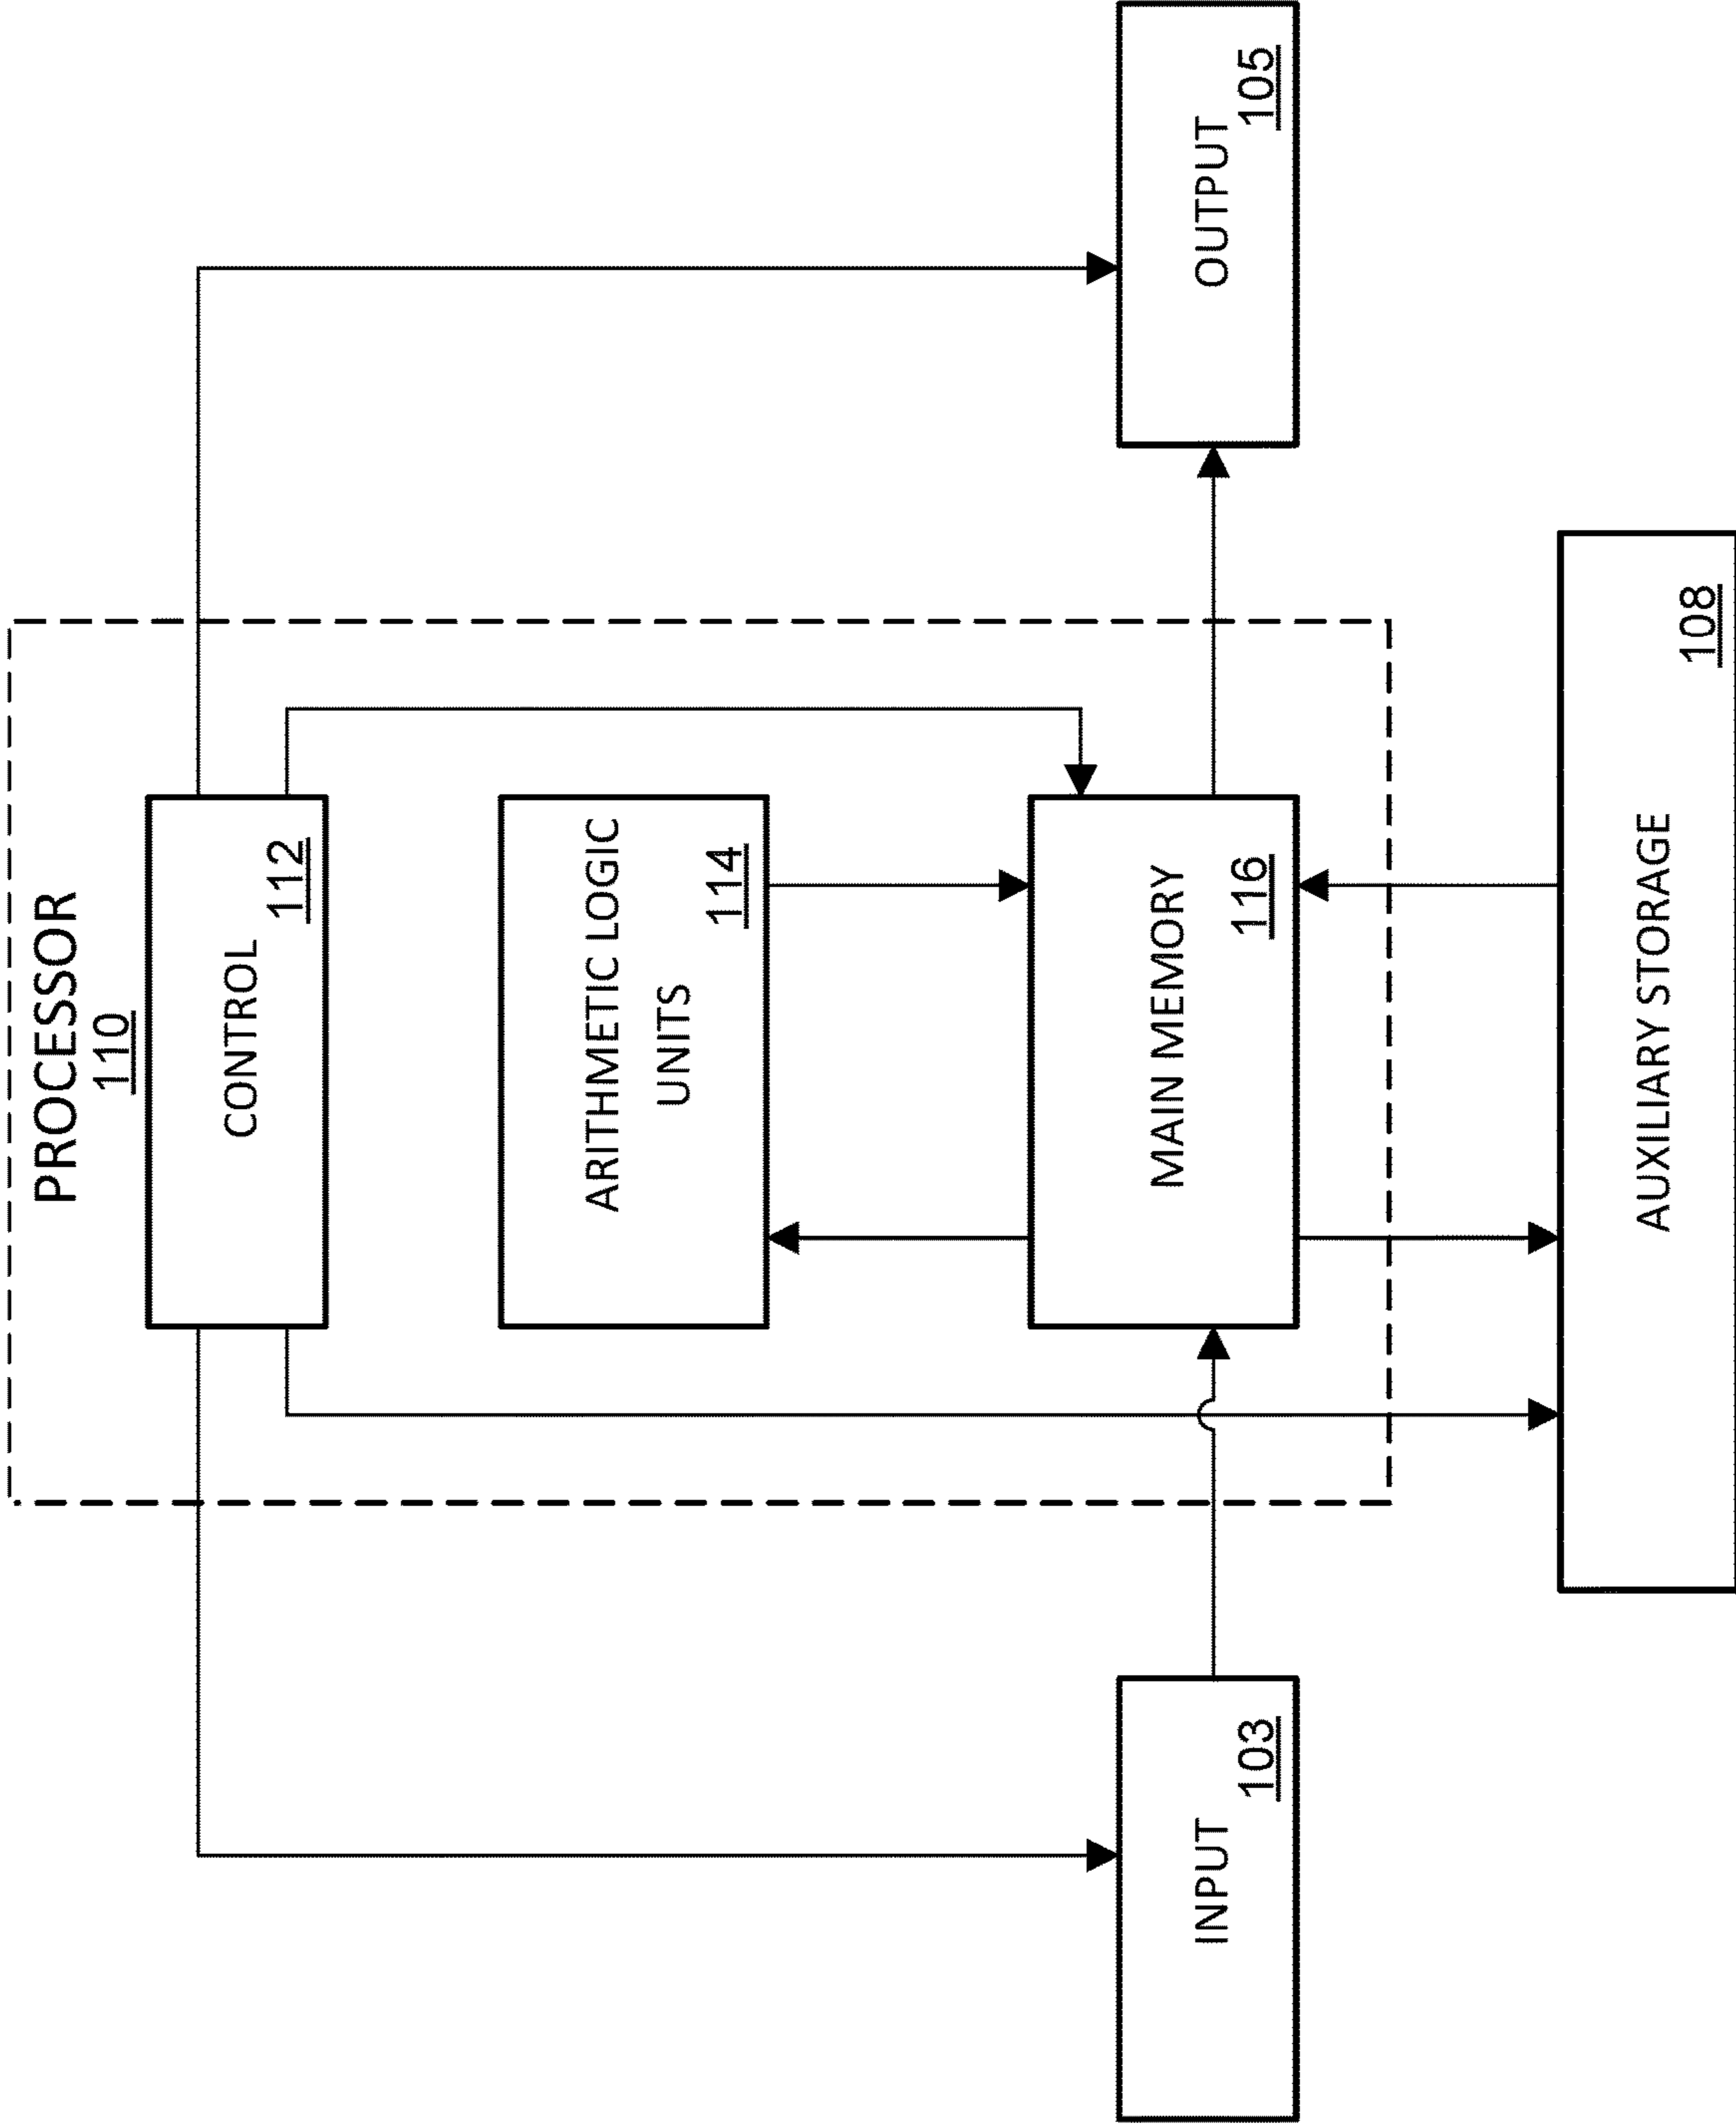 PROCESSOR
110
CONTROL
112
ARITHMETIC LOGIC
UNITS
114
INPUT
103
MAIN MEMORY
116
OUTPUT
105
AUXILIARY STORAGE
108